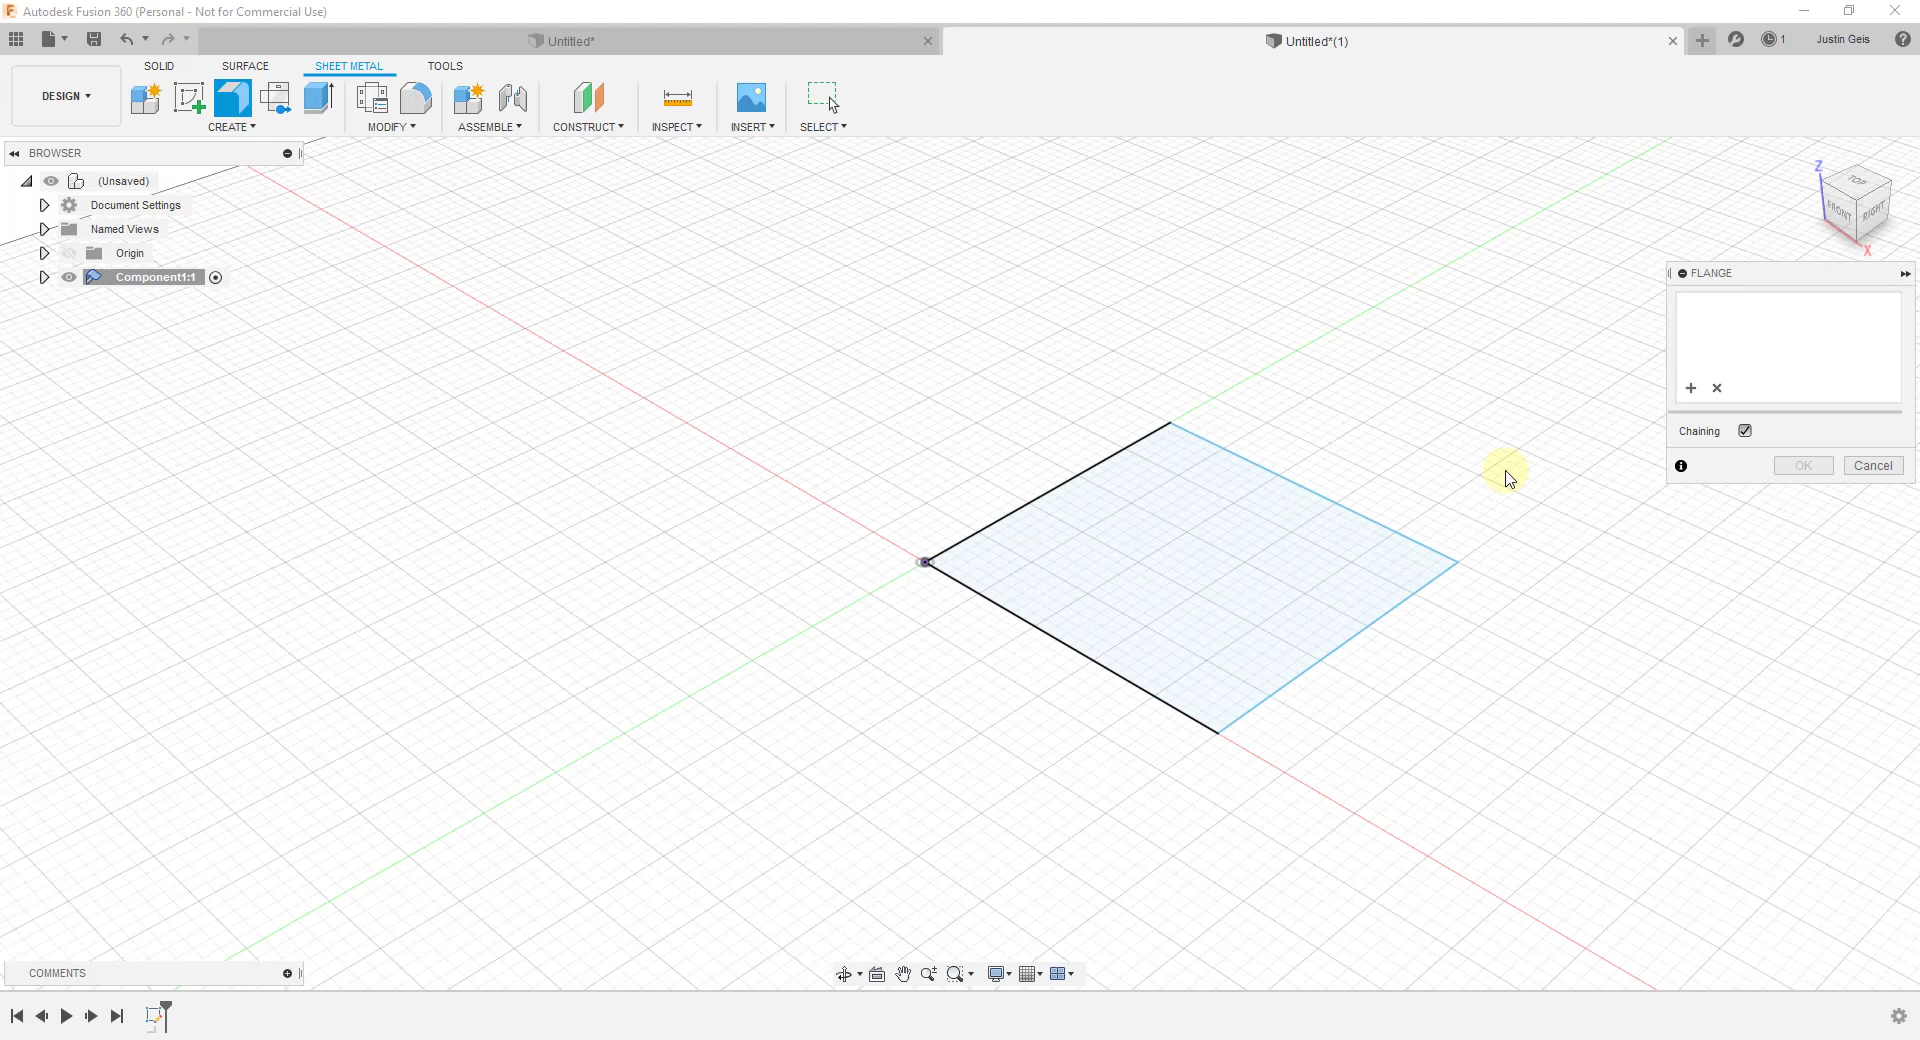 Autodesk Fusion 360 (Personal - Not for Commercial Use)
Untitled*
Untitled*(1)
1
Justin Geis
SOLID
SURFACE
SHEET METAL
TOOLS
DESIGN
CREATE
MODIFY
ASSEMBLE
CONSTRUCT
INSPECT
INSERT
SELECT
BROWSER
(Unsaved)
Document Settings
Named Views
Origin
Component1:1
Z
TOP
FRONT
RIGHT
X
FLANGE
Chaining
OK
Cancel
COMMENTS